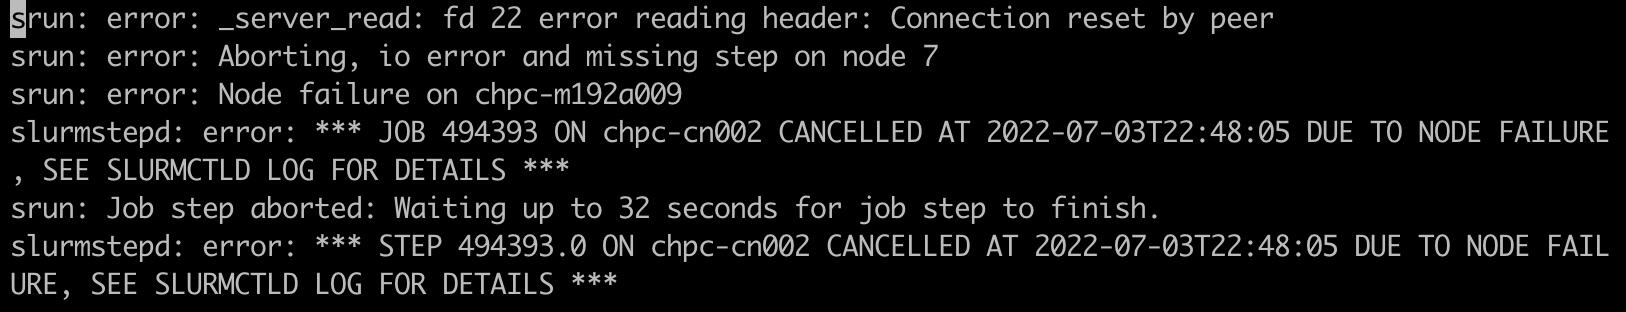 srun: error: _server_read: fd 22 error reading header: Connection reset by peer
srun: error: Aborting, io error and missing step on node 7
srun: error: Node failure on chpc-m192a009
slurmstepd: error: *** JOB 494393 ON chpc-cn002 CANCELLED AT 2022-07-03T22:48:05 DUE TO NODE FAILURE
, SEE SLURMCTLD LOG FOR DETAILS ***
srun: Job step aborted: Waiting up to 32 seconds for job step to finish.
slurmstepd: error: *** STEP 494393.0 ON chpc-cn002 CANCELLED AT 2022-07-03T22:48:05 DUE TO NODE FAIL
URE, SEE SLURMCTLD LOG FOR DETAILS ***